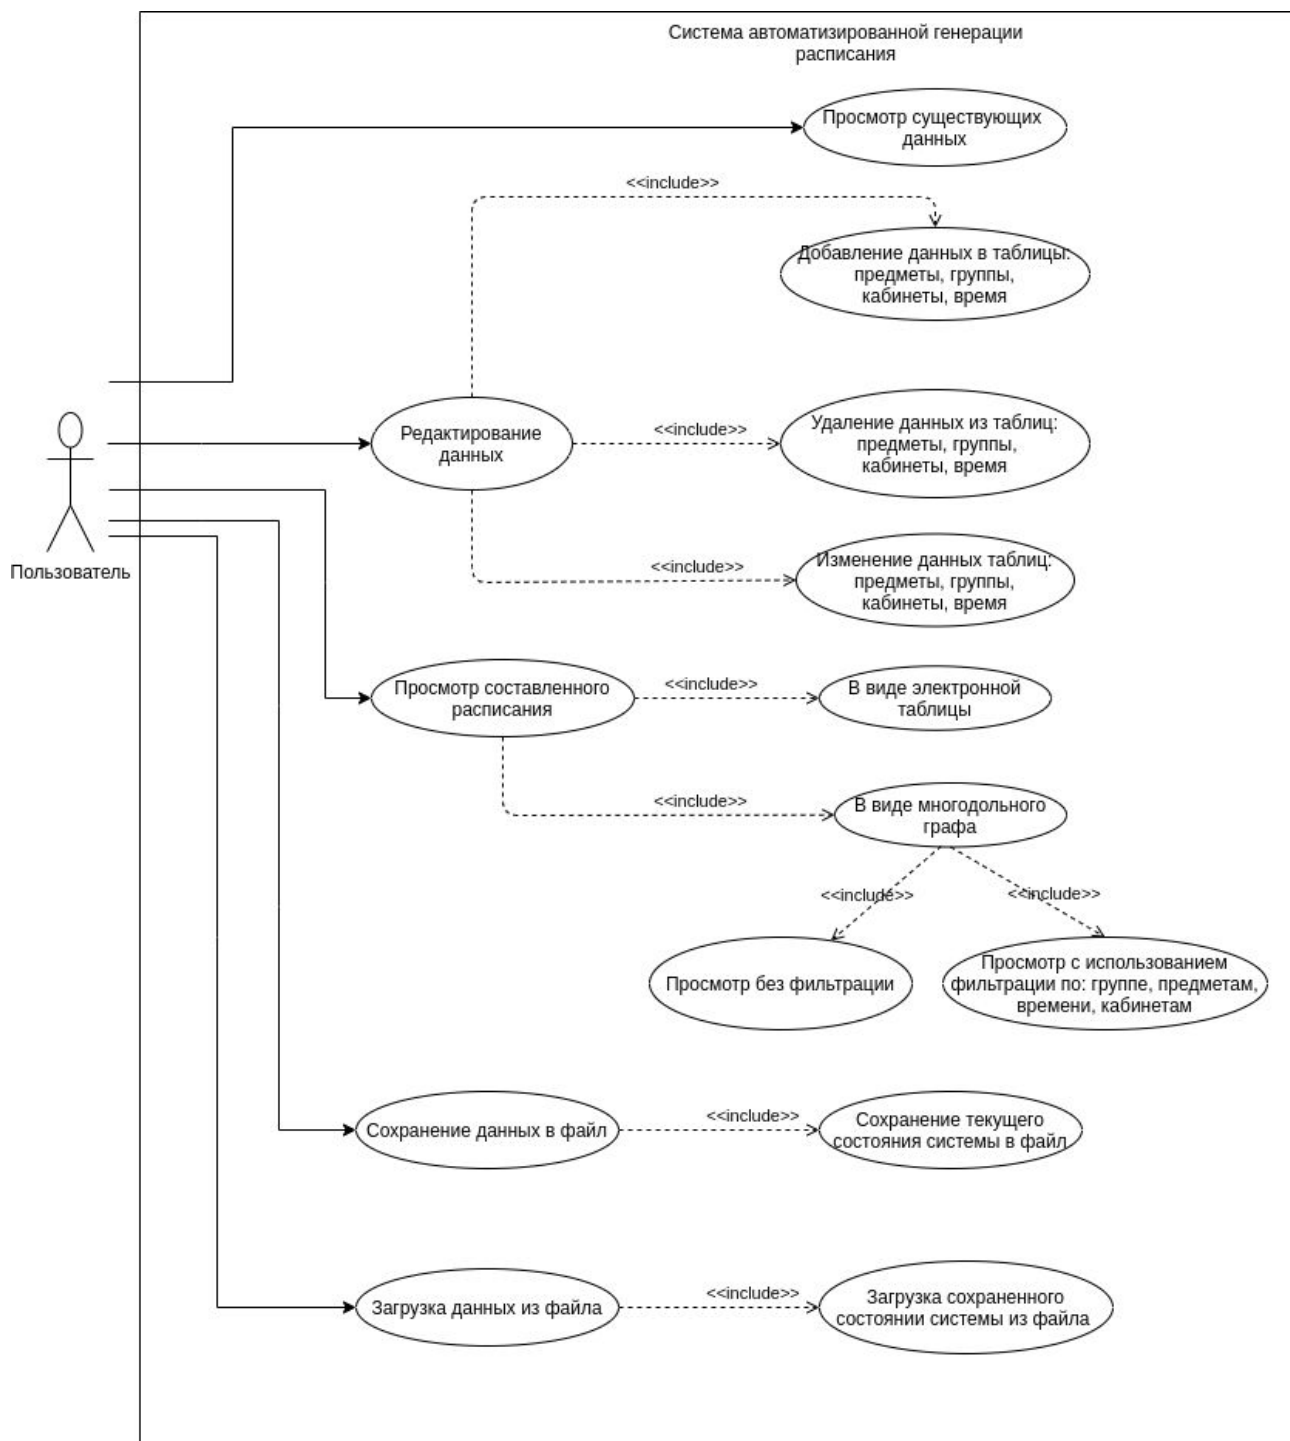 Система автоматизированной генерации
расписания
Просмотр существующих
данных
<<include>>
Добавление данных в таблицы:
предметы, группы,
кабинеты, время
Редактирование
данных
<<include>>
Удаление данных из таблиц:
предметы, группы,
кабинеты, время
Пользователь
<<include>>
Изменение данных таблиц:
предметы, группы,
кабинеты, время
Просмотр составленного
расписания
<<include>>
В виде электронной
таблицы
<<include>>
В виде многодольного
графа
<<include>>
<<include>>
Просмотр без фильтрации
Просмотр с использованием
фильтрации по: группе, предметам,
времени, кабинетам
Сохранение данных в файл
<<include>>
Сохранение текущего
состояния системы в файл
Загрузка данных из файла
<<include>>
Загрузка сохраненного
состоянии системы из файла